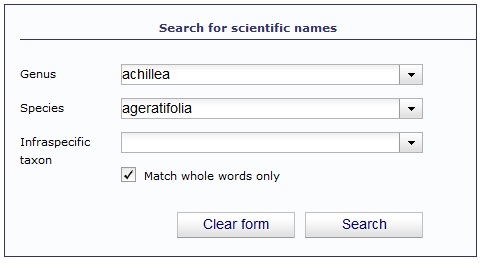 Search for scientific names
Genus achillea
Species ageratifolia
Infraspecific
taxon
Match whole words only
Clear form Search